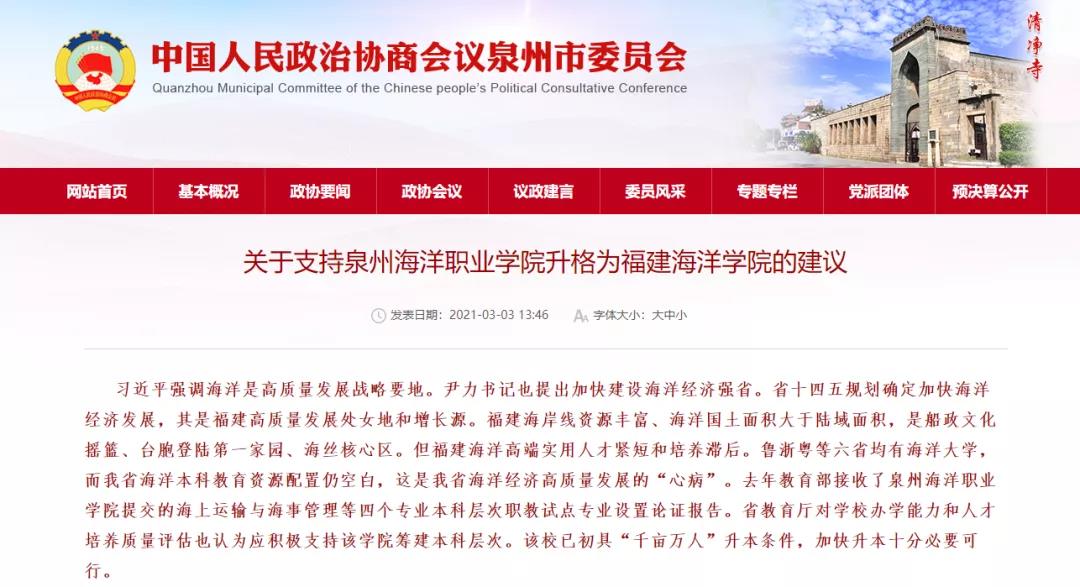 中国人民政治协商会议泉州市委员会
Quanzhou Municipal Committee of the Chinese people's Political Consultative Conference
清净寺
网站首页 基本概况 政协要闻 政协会议 议政建言 委员风采 专题专栏 党派团体 预决算公开
关于支持泉州海洋职业学院升格为福建海洋学院的建议
发表日期：2021-03-03 13:46 字体大小：大中小
习近平强调海洋是高质量发展战略要地。尹力书记也提出加快建设海洋经济强省。省十四五规划确定加快海洋
经济发展，其是福建高质量发展处女地和增长源。福建海岸线资源丰富、海洋国土面积大于陆域面积，是船政文化
摇篮、台胞登陆第一家园、海丝核心区。但福建海洋高端实用人才紧短和培养滞后。鲁浙粤等六省均有海洋大学，
而我省海洋本科教育资源配置仍空白，这是我省海洋经济高质量发展的“心病”。去年教育部接收了泉州海洋职业
学院提交的海上运输与海事管理等四个专业本科层次职教试点专业设置论证报告。省教育厅对学校办学能力和人才
培养质量评估也认为应积极支持该学院筹建本科层次。该校已初具“千亩万人”升本条件，加快升本十分必要可
行。